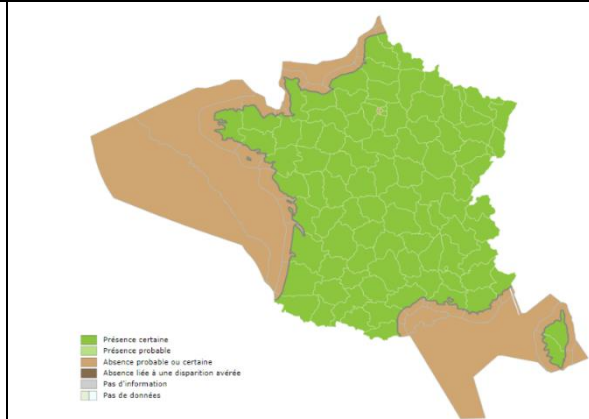 Présence certaine
Présence probable
Absence probable ou certaine
Absence liée à une disparition avérée
Pas d'information
Pas de données